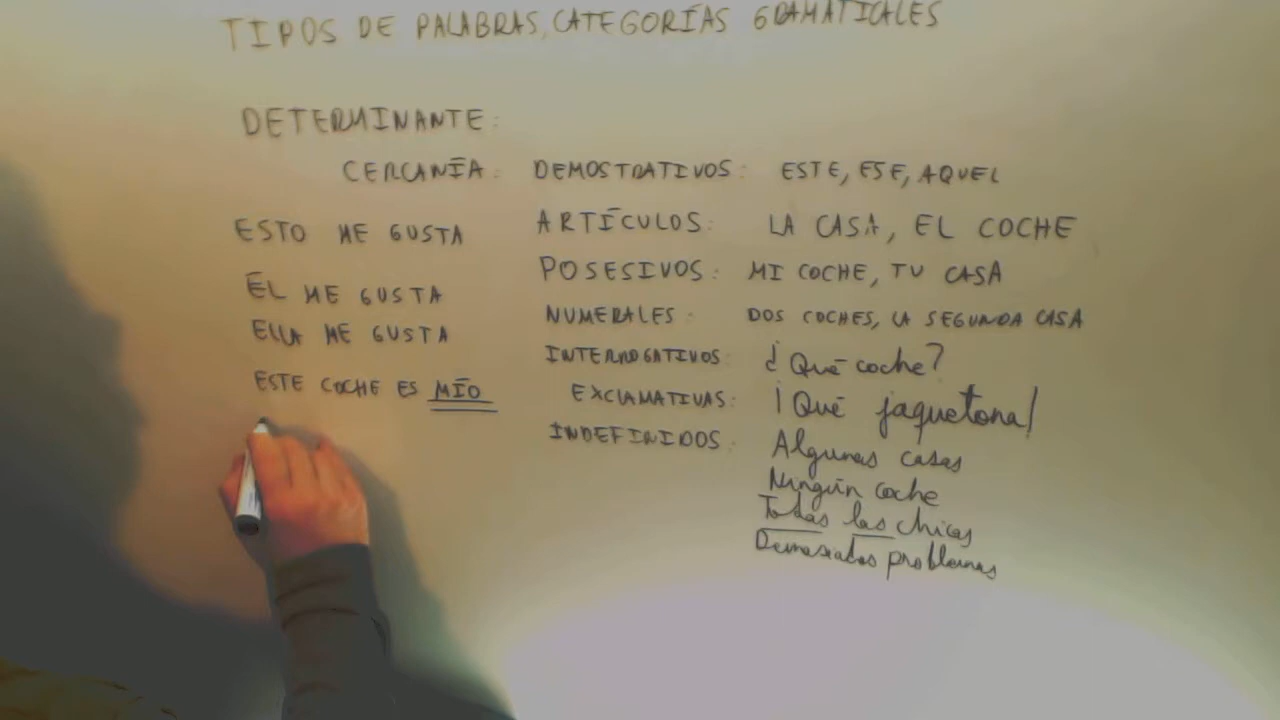 TIPOS DE PALABRAS, CATEGORÍAS GRAMATICALES
DETERMINANTE:
CERCANÍA: DEMOSTRATIVOS: ESTE, ESE, AQUEL
ESTO ME GUSTA ARTÍCULOS: LA CASA, EL COCHE
POSESIVOS: MI COCHE, TU CASA
EL ME GUSTA
NUMERALES: DOS COCHES, LA SEGUNDA CASA
ELLA ME GUSTA
INTERROGATIVOS: ¿Qué coche?
ESTE COCHE ES MÍO
EXCLAMATIVAS: ¡Qué jaquetona!
INDEFINIDOS: Algunas casas
Ningún coche
Todas las chicas
Demasiados problemas